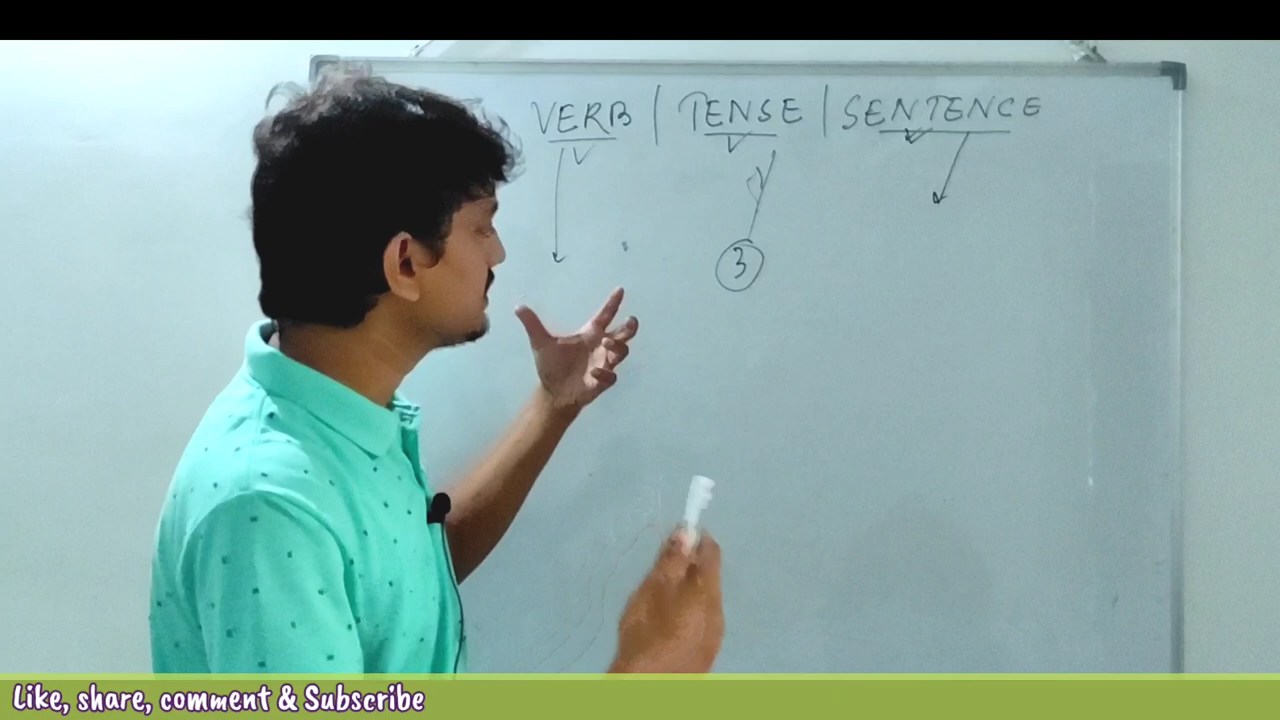 VERB | TENSE | SENTENCE
3
Like, share, comment & Subscribe